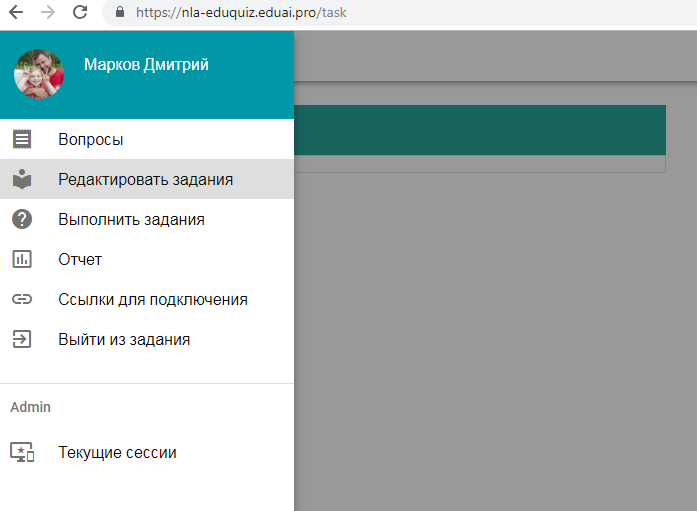 https://nla-eduquiz.eduai.pro/task
Марков Дмитрий
Вопросы
Редактировать задания
Выполнить задания
Отчет
Ссылки для подключения
Выйти из задания
Admin
Текущие сессии